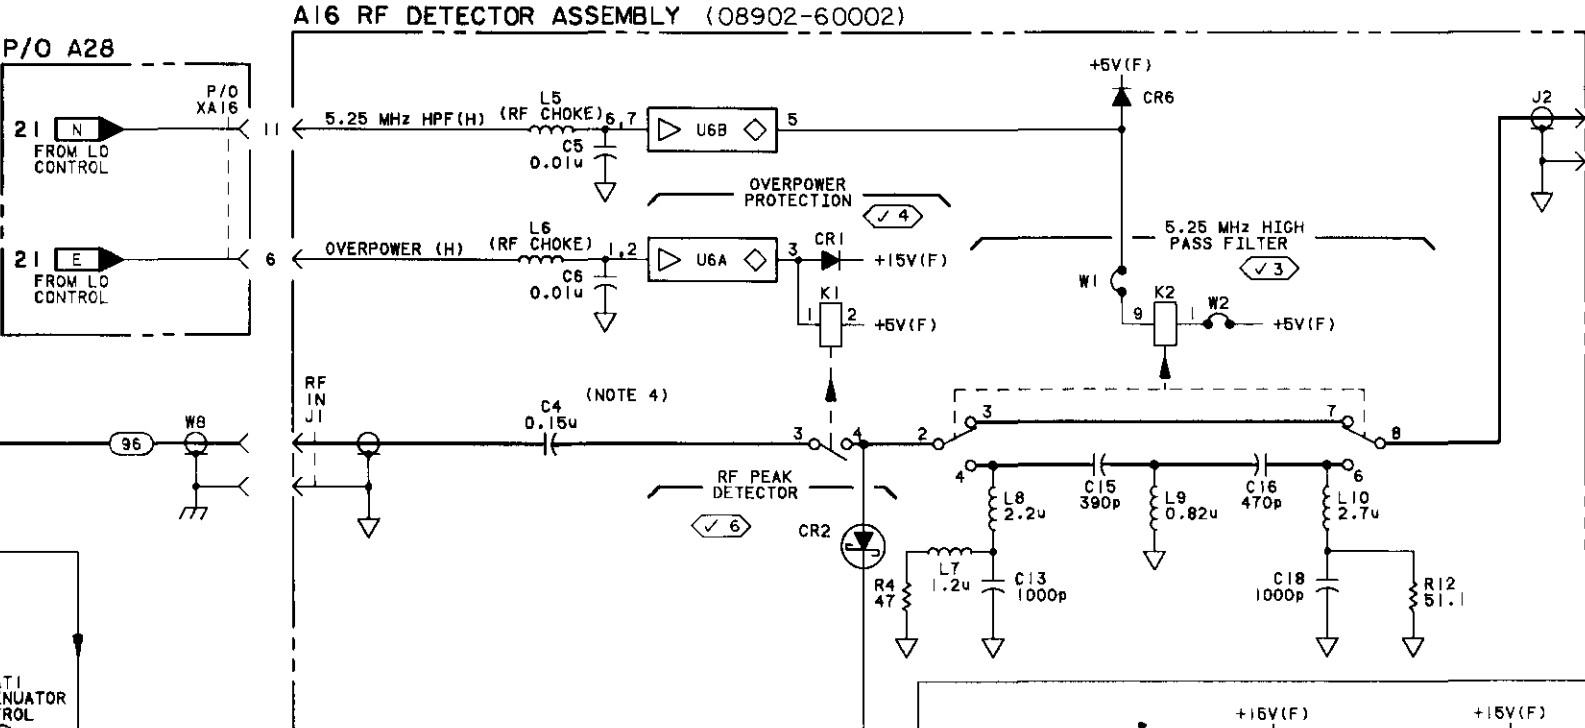 A16 RF DETECTOR ASSEMBLY (08902-60002)
P/O A28
P/O
XA16
21 N
FROM LO
CONTROL
11
5.25 MHz HPF(H)
L5
(RF CHOKE)
6,7
C5
0.01u
U6B
5
+5V(F)
CR6
J2
21 E
FROM LO
CONTROL
6
OVERPOWER (H)
L6
(RF CHOKE)
1,2
C6
0.01u
OVERPOWER
PROTECTION
✓ 4
U6A
3
CR1
+15V(F)
K1
1
2
+5V(F)
5.25 MHz HIGH
PASS FILTER
✓ 3
W1
K2
9
1
W2
+5V(F)
96
W8
RF
IN
J1
C4
0.15u
(NOTE 4)
3
4
2
3
7
8
4
6
RF PEAK
DETECTOR
✓ 6
CR2
L8
2.2u
C15
390p
L9
0.82u
C16
470p
L10
2.7u
R4
47
L7
1.2u
C13
1000p
C18
1000p
R12
51.1
AT1
ENUATOR
TROL
+15V(F)
+15V(F)